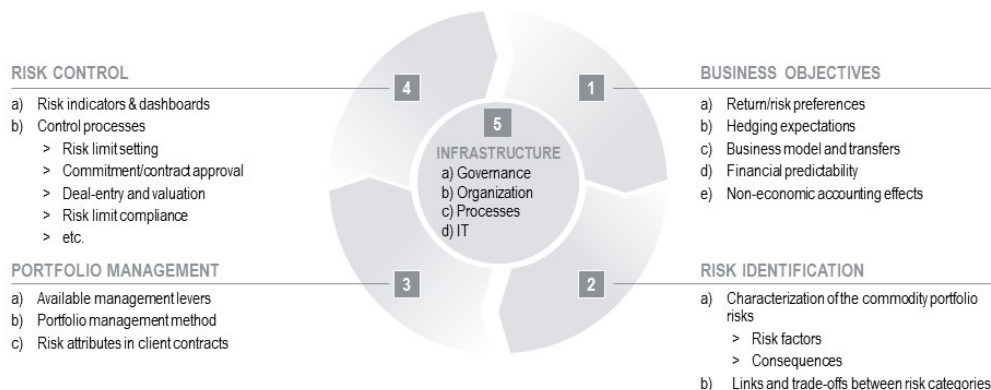 RISK CONTROL
a) Risk indicators & dashboards
b) Control processes
> Risk limit setting
> Commitment/contract approval
> Deal-entry and valuation
> Risk limit compliance
> etc.
4
1
BUSINESS OBJECTIVES
a) Return/risk preferences
b) Hedging expectations
c) Business model and transfers
d) Financial predictability
e) Non-economic accounting effects
5
INFRASTRUCTURE
a) Governance
b) Organization
c) Processes
d) IT
PORTFOLIO MANAGEMENT
a) Available management levers
b) Portfolio management method
c) Risk attributes in client contracts
3
2
RISK IDENTIFICATION
a) Characterization of the commodity portfolio
risks
> Risk factors
> Consequences
b) Links and trade-offs between risk categories